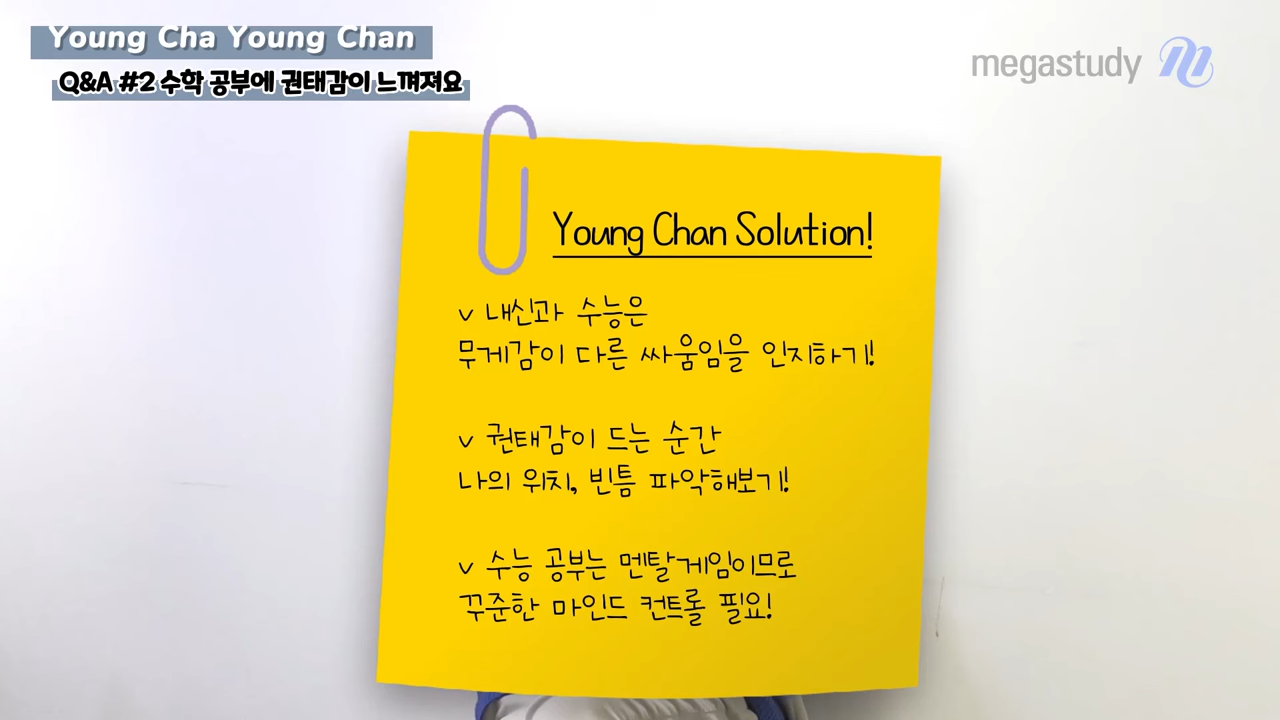 Young Cha Young Chan
Q&A #2 수학 공부에 권태감이 느껴져요
megastudy
Young Chan Solution!
v 내신과 수능은
무게감이 다른 싸움임을 인지하기!
v 권태감이 드는 순간
나의 위치, 빈틈 파악해보기!
v 수능 공부는 멘탈게임이므로
꾸준한 마인드 컨트롤 필요!